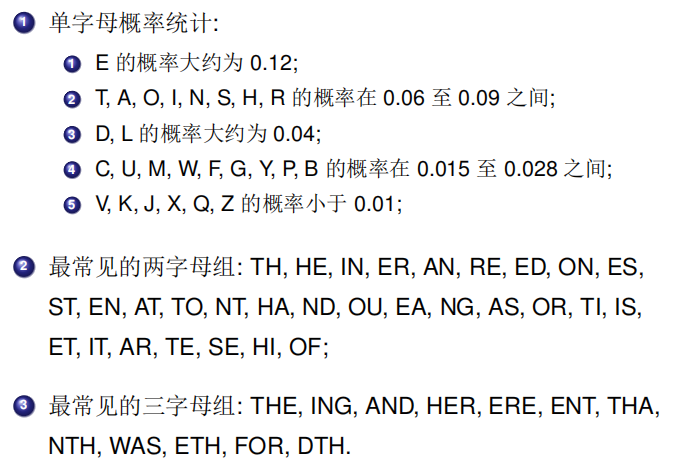 1 单字母概率统计:
1 E 的概率大约为 0.12;
2 T, A, O, I, N, S, H, R 的概率在 0.06 至 0.09 之间;
3 D, L 的概率大约为 0.04;
4 C, U, M, W, F, G, Y, P, B 的概率在 0.015 至 0.028 之间;
5 V, K, J, X, Q, Z 的概率小于 0.01;
2 最常见的两字母组: TH, HE, IN, ER, AN, RE, ED, ON, ES,
ST, EN, AT, TO, NT, HA, ND, OU, EA, NG, AS, OR, TI, IS,
ET, IT, AR, TE, SE, HI, OF;
3 最常见的三字母组: THE, ING, AND, HER, ERE, ENT, THA,
NTH, WAS, ETH, FOR, DTH.